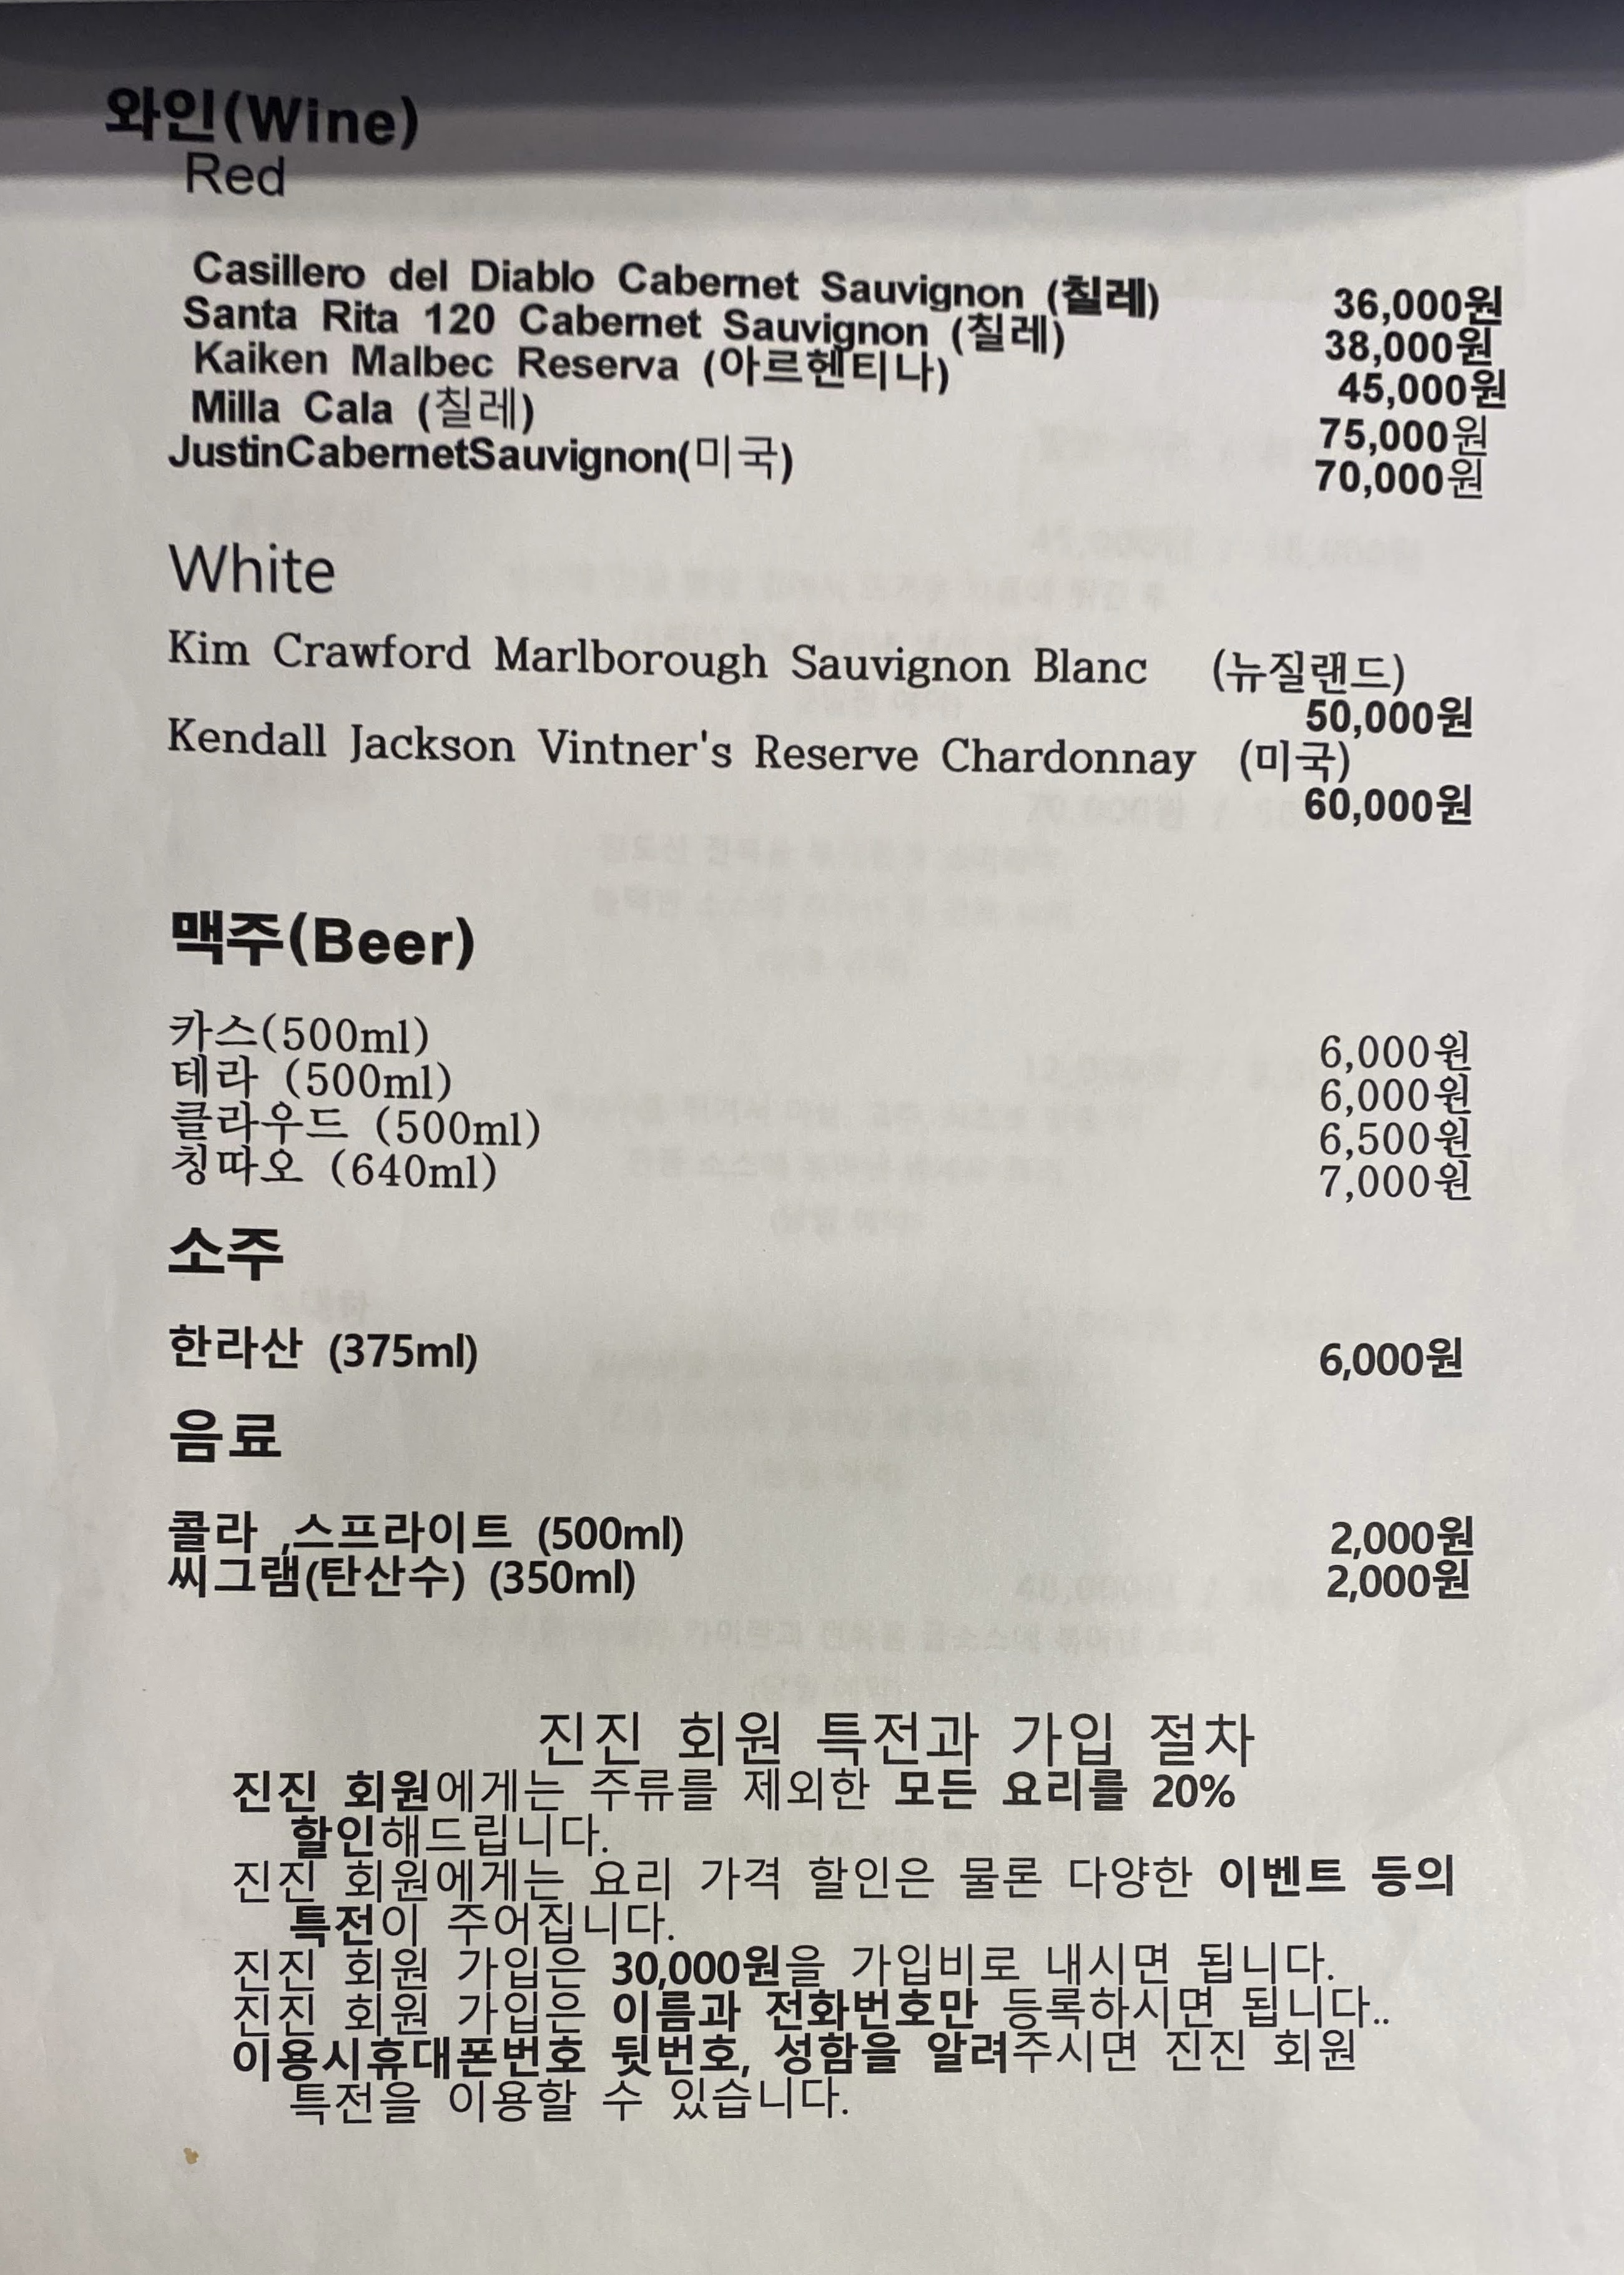 와인(Wine)
Red
Casillero del Diablo Cabernet Sauvignon (칠레) 36,000원
Santa Rita 120 Cabernet Sauvignon (칠레) 38,000원
Kaiken Malbec Reserva (아르헨티나) 45,000원
Milla Cala (칠레) 75,000원
JustinCabernetSauvignon(미국) 70,000원
White
Kim Crawford Marlborough Sauvignon Blanc (뉴질랜드)
50,000원
Kendall Jackson Vintner's Reserve Chardonnay (미국)
60,000원
맥주(Beer)
카스(500ml) 6,000원
테라 (500ml) 6,000원
클라우드 (500ml) 6,500원
칭따오 (640ml) 7,000원
소주
한라산 (375ml) 6,000원
음료
콜라 ,스프라이트 (500ml) 2,000원
씨그램(탄산수) (350ml) 2,000원
진진 회원 특전과 가입 절차
진진 회원에게는 주류를 제외한 모든 요리를 20%
할인해드립니다.
진진 회원에게는 요리 가격 할인은 물론 다양한 이벤트 등의
특전이 주어집니다.
진진 회원 가입은 30,000원을 가입비로 내시면 됩니다.
진진 회원 가입은 이름과 전화번호만 등록하시면 됩니다..
이용시휴대폰번호 뒷번호, 성함을 알려주시면 진진 회원
특전을 이용할 수 있습니다.